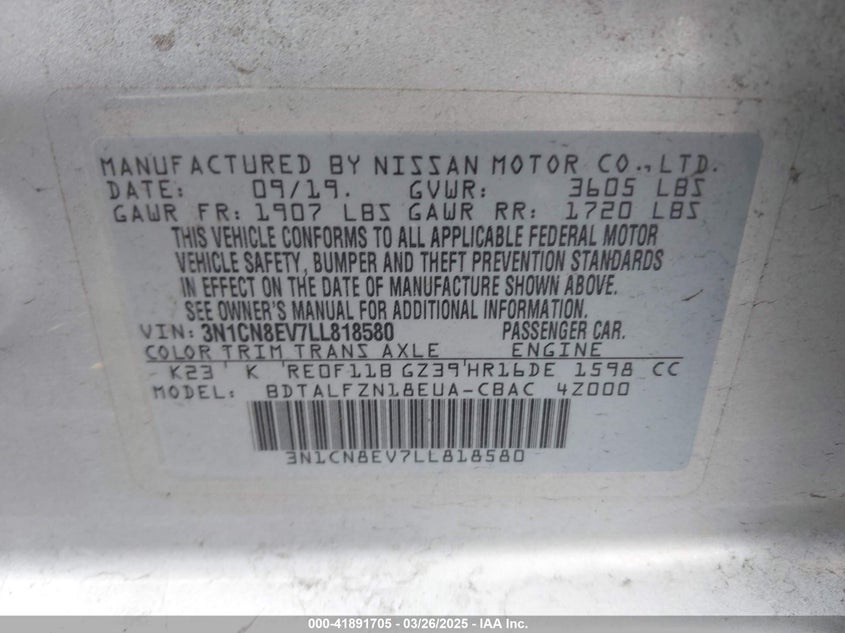 MANUFACTURED BY NISSAN MOTOR CO., LTD.
DATE: 09/19. GVWR: 3605 LBS
GAWR FR: 1907 LBS GAWR RR: 1720 LBS
THIS VEHICLE CONFORMS TO ALL APPLICABLE FEDERAL MOTOR
VEHICLE SAFETY, BUMPER AND THEFT PREVENTION STANDARDS
IN EFFECT ON THE DATE OF MANUFACTURE SHOWN ABOVE.
SEE OWNER'S MANUAL FOR ADDITIONAL INFORMATION.
VIN: 3N1CN8EV7LL818580 PASSENGER CAR.
COLOR TRIM TRANS AXLE ENGINE
K23 K RE0F11B GZ39 HR16DE 1598 CC
MODEL: BDTALFZN18EUA-CBAC 4Z000
3N1CN8EV7LL818580
000-41891705 - 03/26/2025 - IAA Inc.